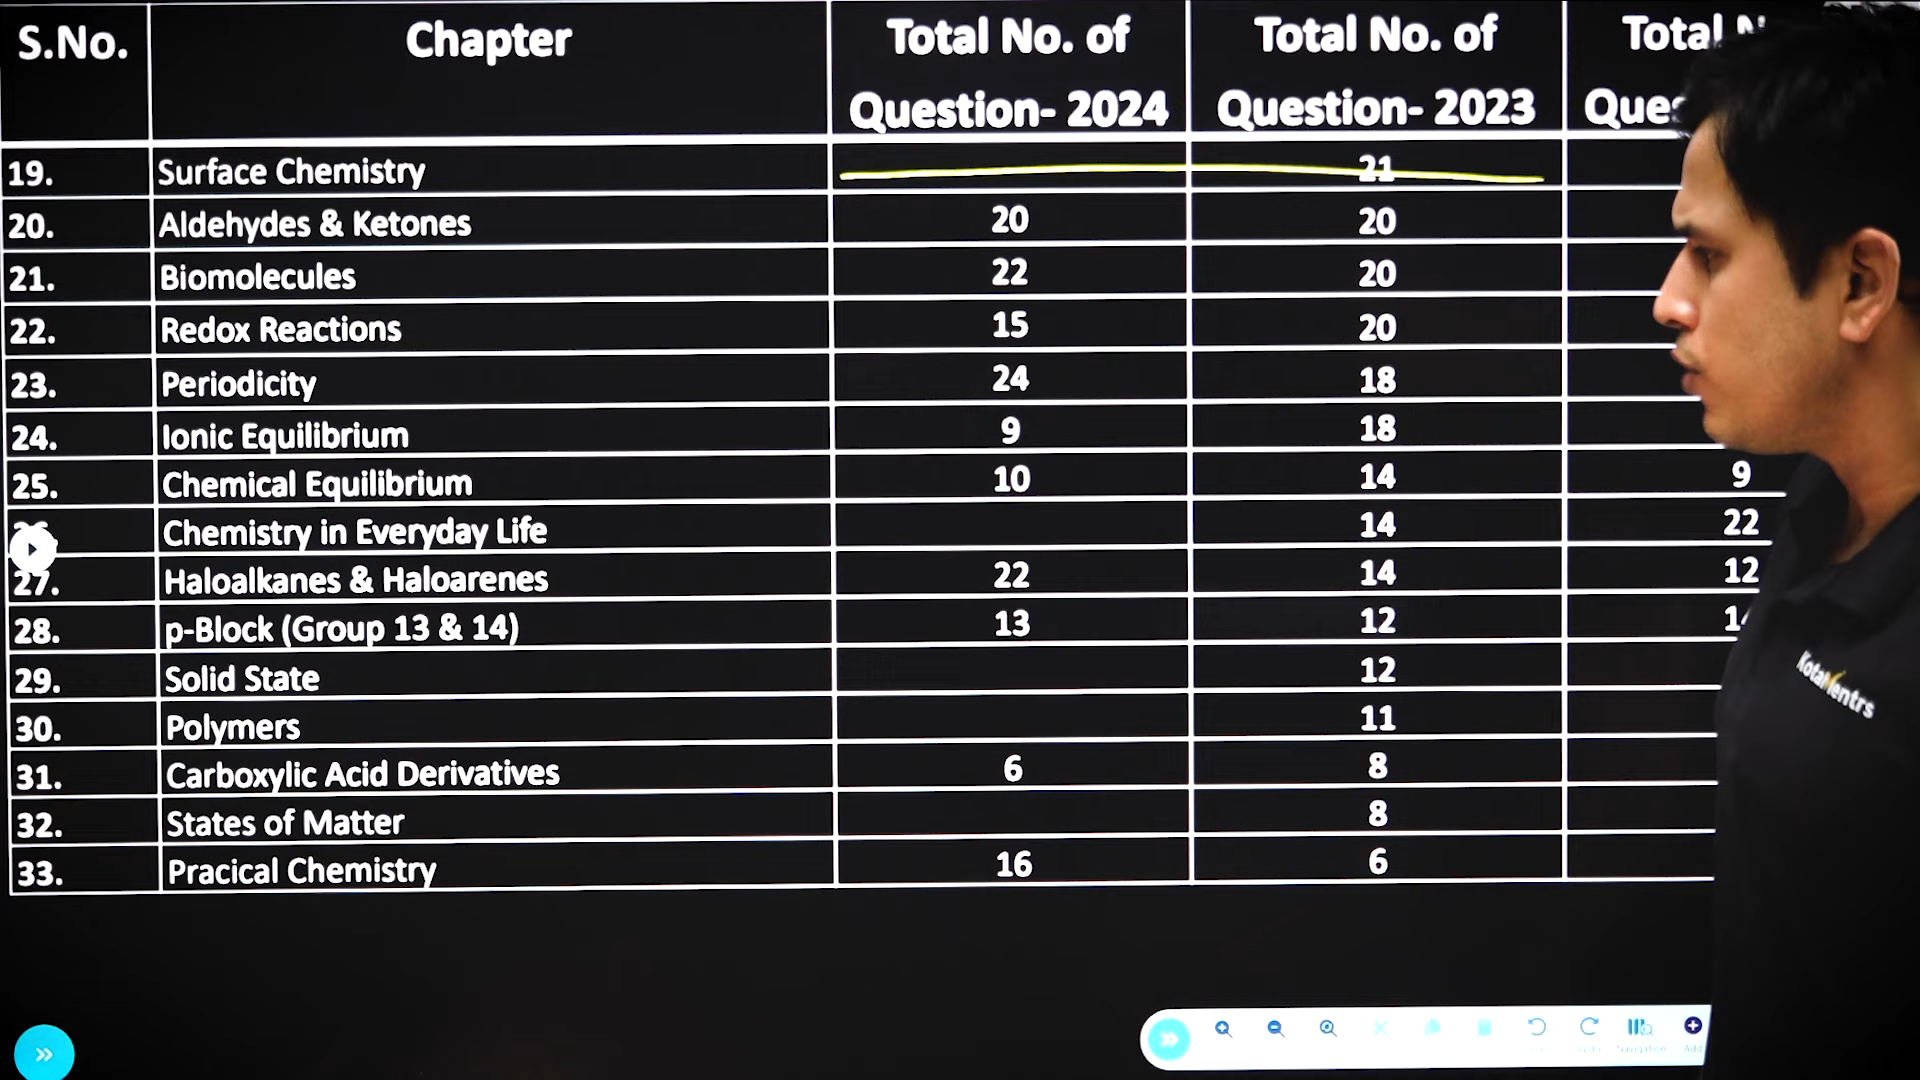 S.No. Chapter Total No. of Question- 2024 Total No. of Question- 2023 Total
19. Surface Chemistry 21
20. Aldehydes & Ketones 20 20
21. Biomolecules 22 20
22. Redox Reactions 15 20
23. Periodicity 24 18
24. Ionic Equilibrium 9 18
25. Chemical Equilibrium 10 14 9
Chemistry in Everyday Life 14 22
27. Haloalkanes & Haloarenes 22 14 12
28. p-Block (Group 13 & 14) 13 12
29. Solid State 12
30. Polymers 11
31. Carboxylic Acid Derivatives 6 8
32. States of Matter 8
33. Pracical Chemistry 16 6
KotaMentrs
Navigation Add